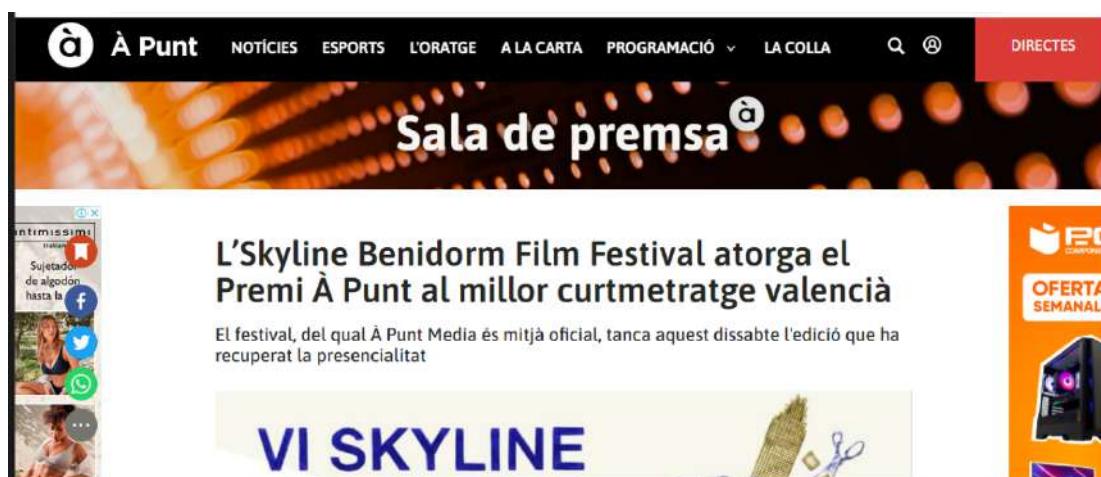 à À Punt NOTÍCIES ESPORTS L'ORATGE A LA CARTA PROGRAMACIÓ LA COLLA DIRECTES
Sala de premsa à
intimissimi
Sujetador
de algodón
hasta la
L'Skyline Benidorm Film Festival atorga el
Premi À Punt al millor curtmetratge valencià
El festival, del qual À Punt Media és mitjà oficial, tanca aquest dissabte l'edició que ha
recuperat la presencialitat
VI SKYLINE
OFERTA
SEMANAL